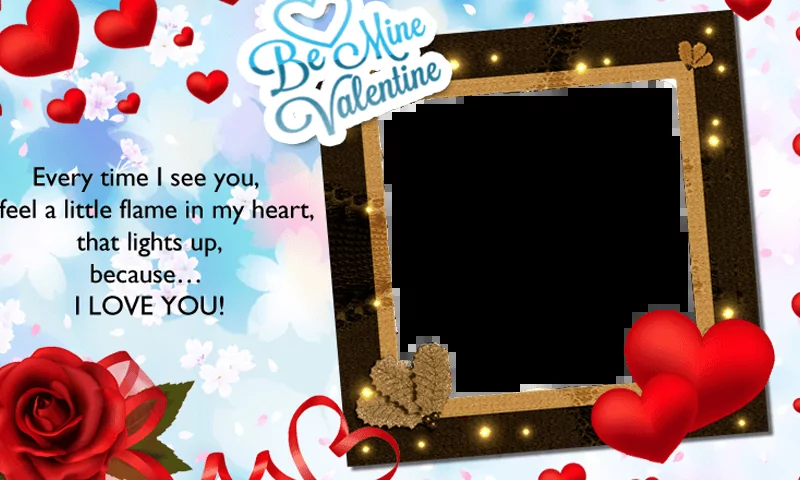 Be Mine
Valentine
Every time I see you,
feel a little flame in my heart,
that lights up,
because...
I LOVE YOU!